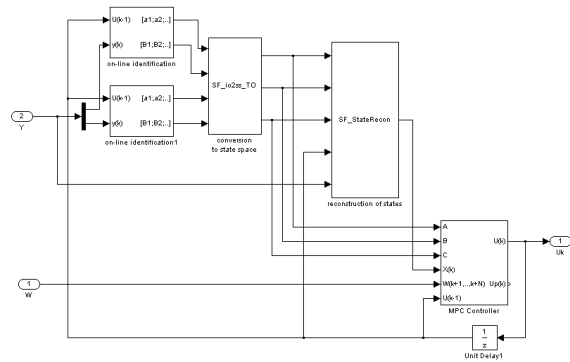 U(k-1) [a1;a2;..]
y(k) [B1;B2;..]
on-line identification
U(k-1) [a1;a2;..]
y(k) [B1;B2;..]
on-line identification1
2
Y
SF_io2ss_TO
conversion
to state space
SF_StateRecon
reconstruction of states
A
B
C
X(k)
W(k+1,..,k+N)
U(k-1)
U(k)
Up(k)
MPC Controller
1
Uk
1
W
1
z
Unit Delay1